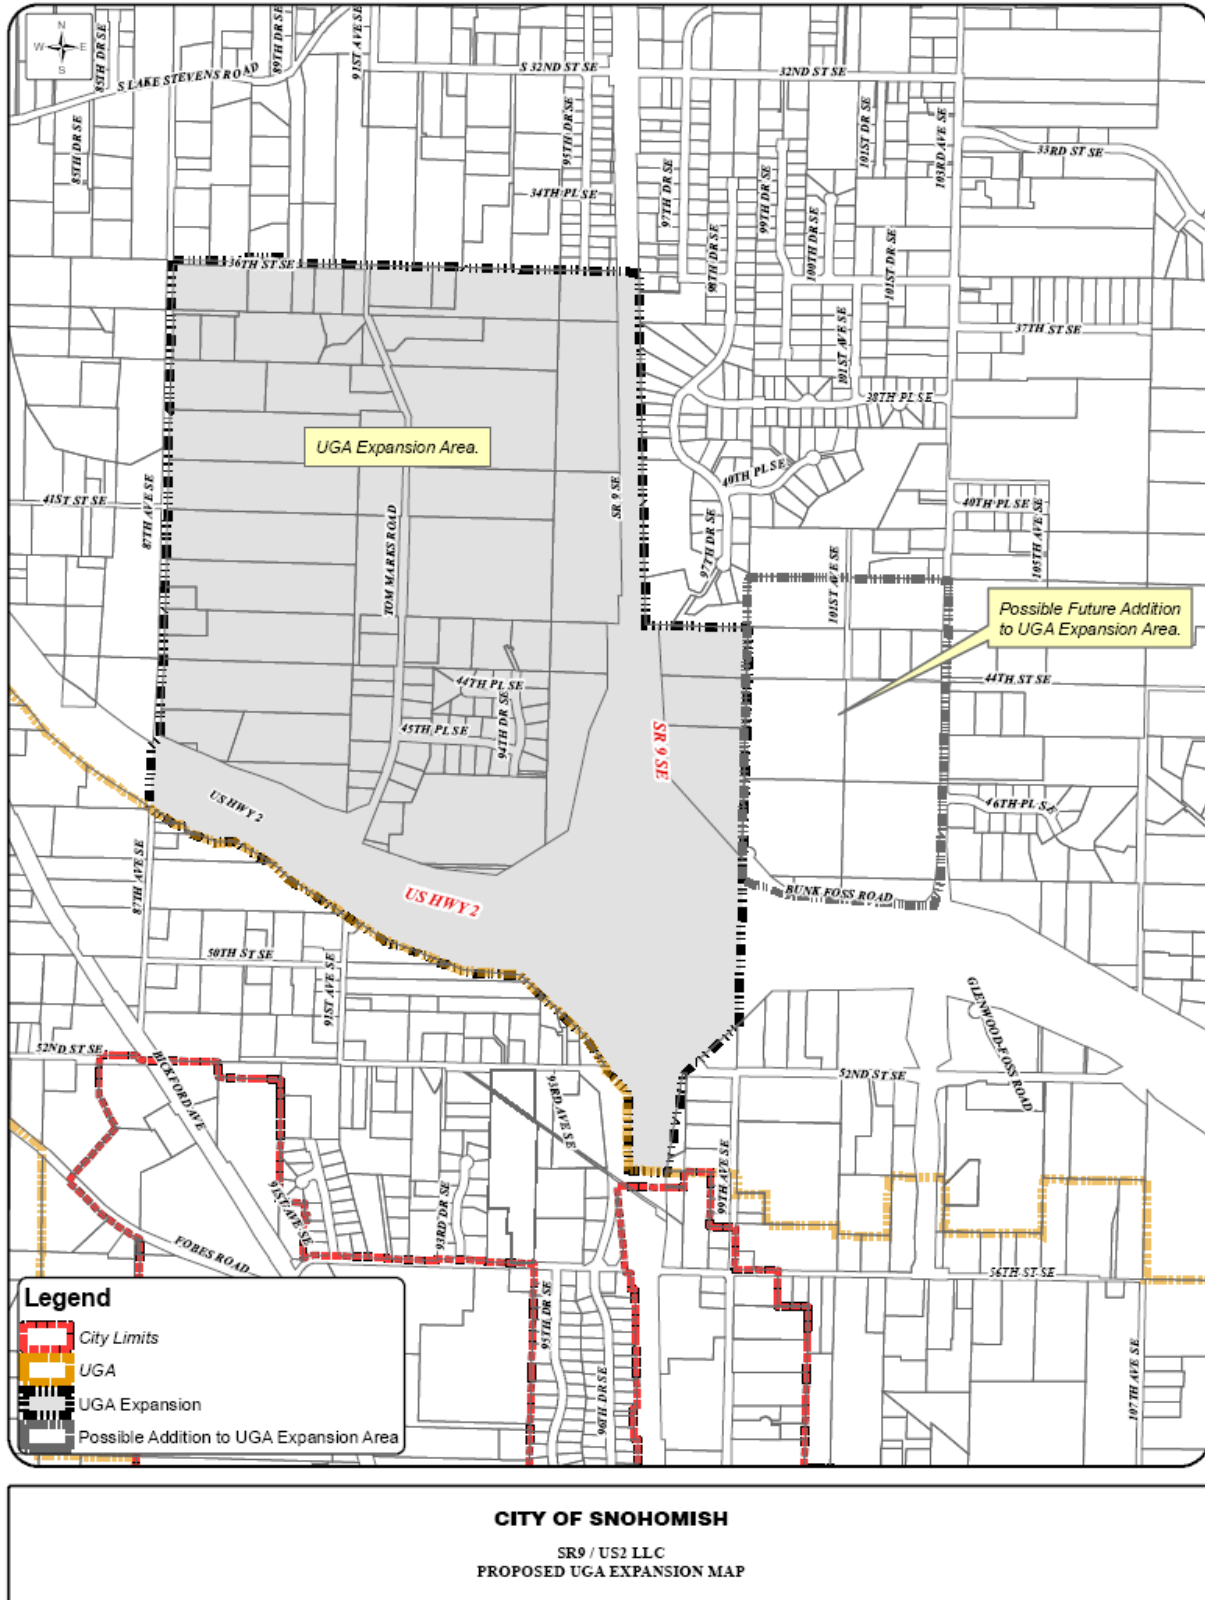 N
W E
S
85TH DR SE
89TH DR SE
91ST AVE SE
S LAKE STEVENS ROAD
S 32ND ST SE
32ND ST SE
85TH DR SE
95TH DR SE
101ST DR SE
103RD AVE SE
33RD ST SE
34TH PL SE
97TH DR SE
99TH DR SE
100TH DR SE
98TH DR SE
101ST DR SE
36TH ST SE
37TH ST SE
101ST AVE SE
38TH PL SE
UGA Expansion Area.
40TH PL SE
41ST ST SE
87TH AVE SE
SR 9 SE
40TH PL SE
105TH AVE SE
TOM MARKS ROAD
97TH DR SE
101ST AVE SE
Possible Future Addition
to UGA Expansion Area.
44TH PL SE
44TH ST SE
45TH PL SE
94TH DR SE
SR 9 SE
US HWY 2
46TH PL SE
87TH AVE SE
US HWY 2
BUNK FOSS ROAD
50TH ST SE
91ST AVE SE
GLENWOOD-FOSS ROAD
52ND ST SE
BICKFORD AVE
93RD AVE SE
52ND ST SE
99TH AVE SE
91ST AVE SE
93RD DR SE
FOBES ROAD
56TH ST SE
95TH DR SE
96TH DR SE
107TH AVE SE
Legend
City Limits
UGA
UGA Expansion
Possible Addition to UGA Expansion Area
CITY OF SNOHOMISH
SR9 / US2 LLC
PROPOSED UGA EXPANSION MAP